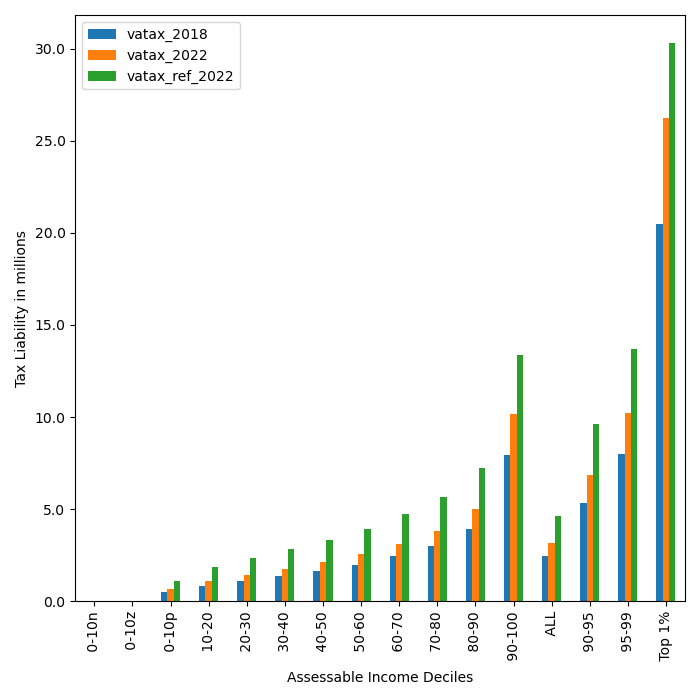 vatax_2018
vatax_2022
vatax_ref_2022
Tax Liability in millions
30.0
25.0
20.0
15.0
10.0
5.0
0.0
0-10n
0-10z
0-10p
10-20
20-30
30-40
40-50
50-60
60-70
70-80
80-90
90-100
ALL
90-95
95-99
Top 1%
Assessable Income Deciles